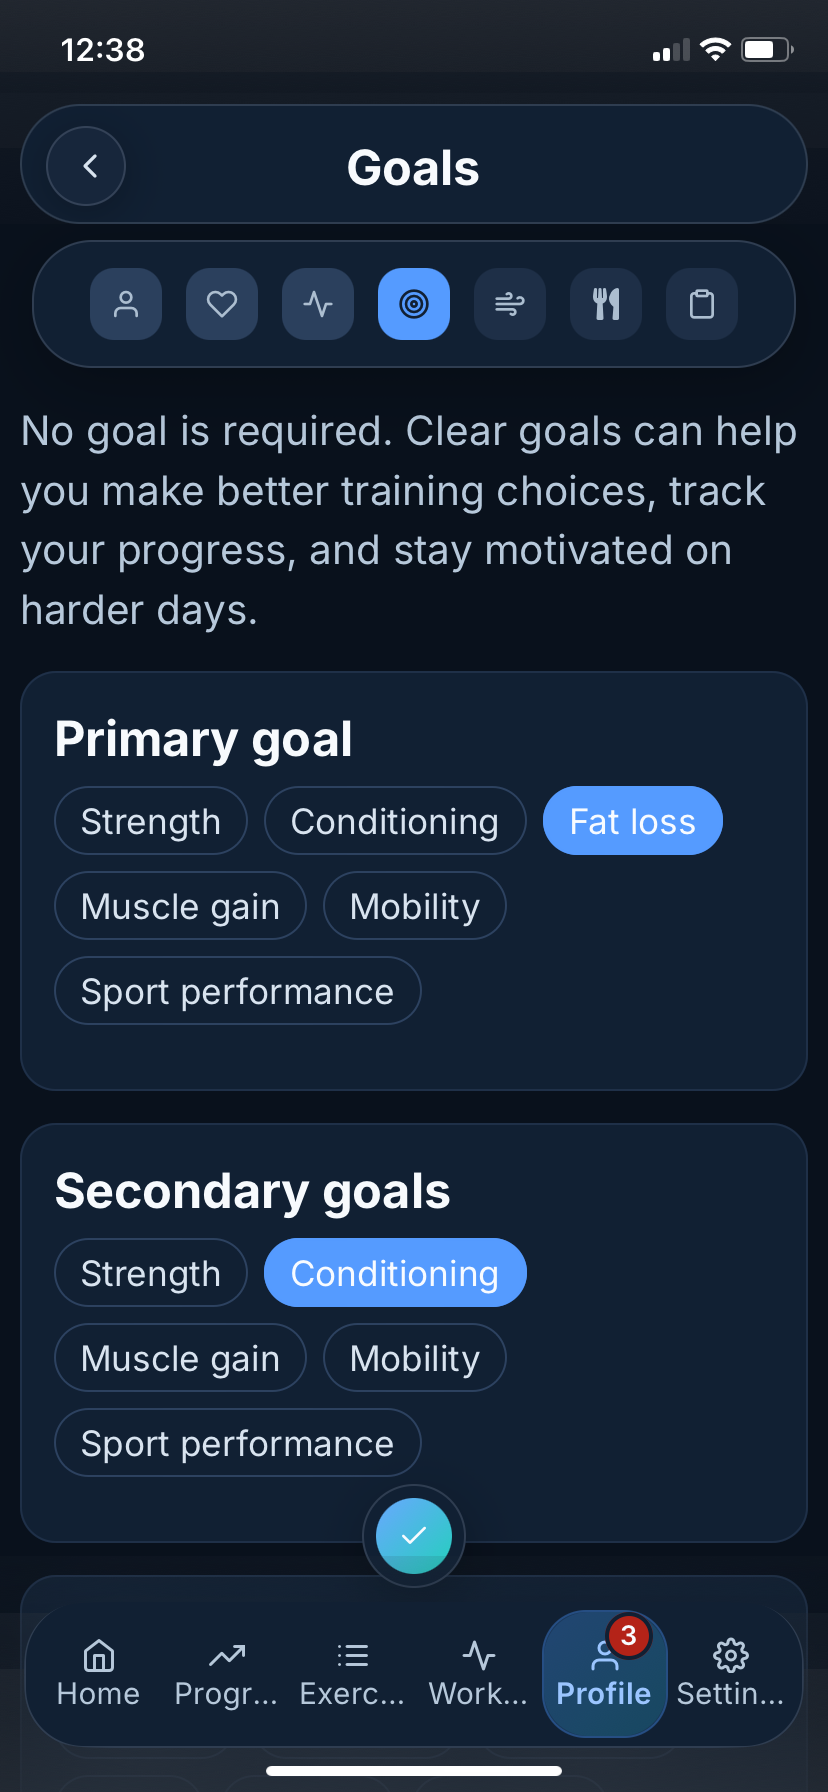 12:38
Goals
No goal is required. Clear goals can help
you make better training choices, track
your progress, and stay motivated on
harder days.
Primary goal
Strength Conditioning Fat loss
Muscle gain Mobility
Sport performance
Secondary goals
Strength Conditioning
Muscle gain Mobility
Sport performance
3
Home Progr... Exerc... Work... Profile Settin...